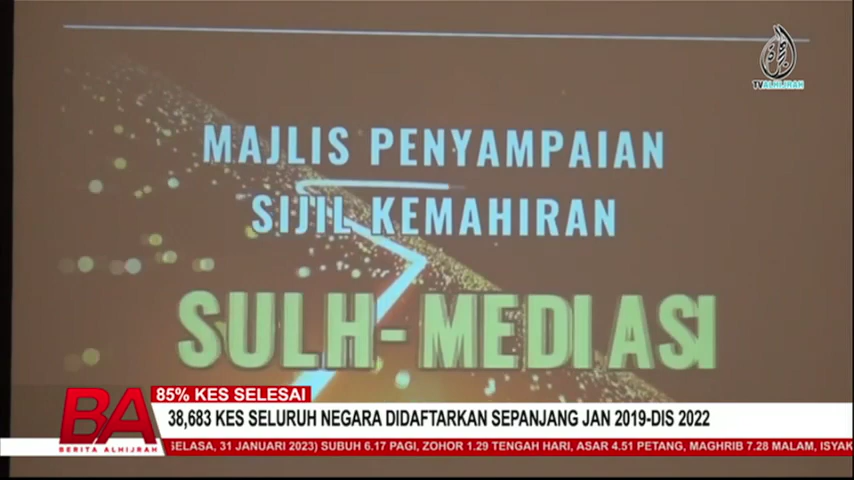 TVALHIJRAH
MAJLIS PENYAMPAIAN
SIJIL KEMAHIRAN
SULH-MEDIASI
85% KES SELESAI
BA
BERITA ALHIJRAH
38,683 KES SELURUH NEGARA DIDAFTARKAN SEPANJANG JAN 2019-DIS 2022
SELASA, 31 JANUARI 2023) SUBUH 6.17 PAGI, ZOHOR 1.29 TENGAH HARI, ASAR 4.51 PETANG, MAGHRIB 7.28 MALAM, ISYAK